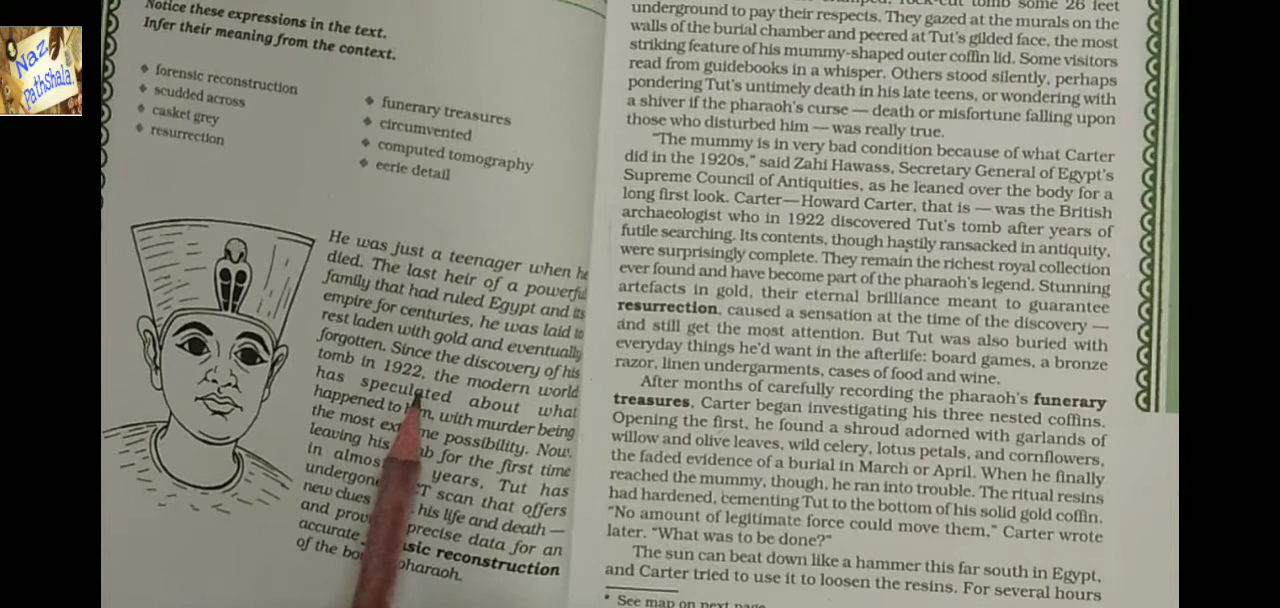 Naz
Pathshala.
Notice these expressions in the text.
Infer their meaning from the context.
❖ forensic reconstruction
❖ scudded across
❖ casket grey
❖ resurrection
❖ funerary treasures
❖ circumvented
❖ computed tomography
❖ eerie detail
He was just a teenager when he
died. The last heir of a powerful
family that had ruled Egypt and its
empire for centuries, he was laid to
rest laden with gold and eventually
forgotten. Since the discovery of his
tomb in 1922, the modern world
has speculated about what
happened to him, with murder being
the most extreme possibility. Now,
leaving his tomb for the first time
in almost years, Tut has
undergone CT scan that offers
new clues his life and death —
and provides precise data for an
accurate forensic reconstruction
of the boyish pharaoh.
rock-cut tomb some 26 feet
underground to pay their respects. They gazed at the murals on the
walls of the burial chamber and peered at Tut's gilded face, the most
striking feature of his mummy-shaped outer coffin lid. Some visitors
read from guidebooks in a whisper. Others stood silently, perhaps
pondering Tut's untimely death in his late teens, or wondering with
a shiver if the pharaoh's curse — death or misfortune falling upon
those who disturbed him — was really true.
"The mummy is in very bad condition because of what Carter
did in the 1920s," said Zahi Hawass, Secretary General of Egypt's
Supreme Council of Antiquities, as he leaned over the body for a
long first look. Carter—Howard Carter, that is — was the British
archaeologist who in 1922 discovered Tut's tomb after years of
futile searching. Its contents, though hastily ransacked in antiquity,
were surprisingly complete. They remain the richest royal collection
ever found and have become part of the pharaoh's legend. Stunning
artefacts in gold, their eternal brilliance meant to guarantee
resurrection, caused a sensation at the time of the discovery —
and still get the most attention. But Tut was also buried with
everyday things he'd want in the afterlife: board games, a bronze
razor, linen undergarments, cases of food and wine.
After months of carefully recording the pharaoh's funerary
treasures, Carter began investigating his three nested coffins.
Opening the first, he found a shroud adorned with garlands of
willow and olive leaves, wild celery, lotus petals, and cornflowers,
the faded evidence of a burial in March or April. When he finally
reached the mummy, though, he ran into trouble. The ritual resins
had hardened, cementing Tut to the bottom of his solid gold coffin.
"No amount of legitimate force could move them," Carter wrote
later. "What was to be done?"
The sun can beat down like a hammer this far south in Egypt,
and Carter tried to use it to loosen the resins. For several hours
* See map on next page